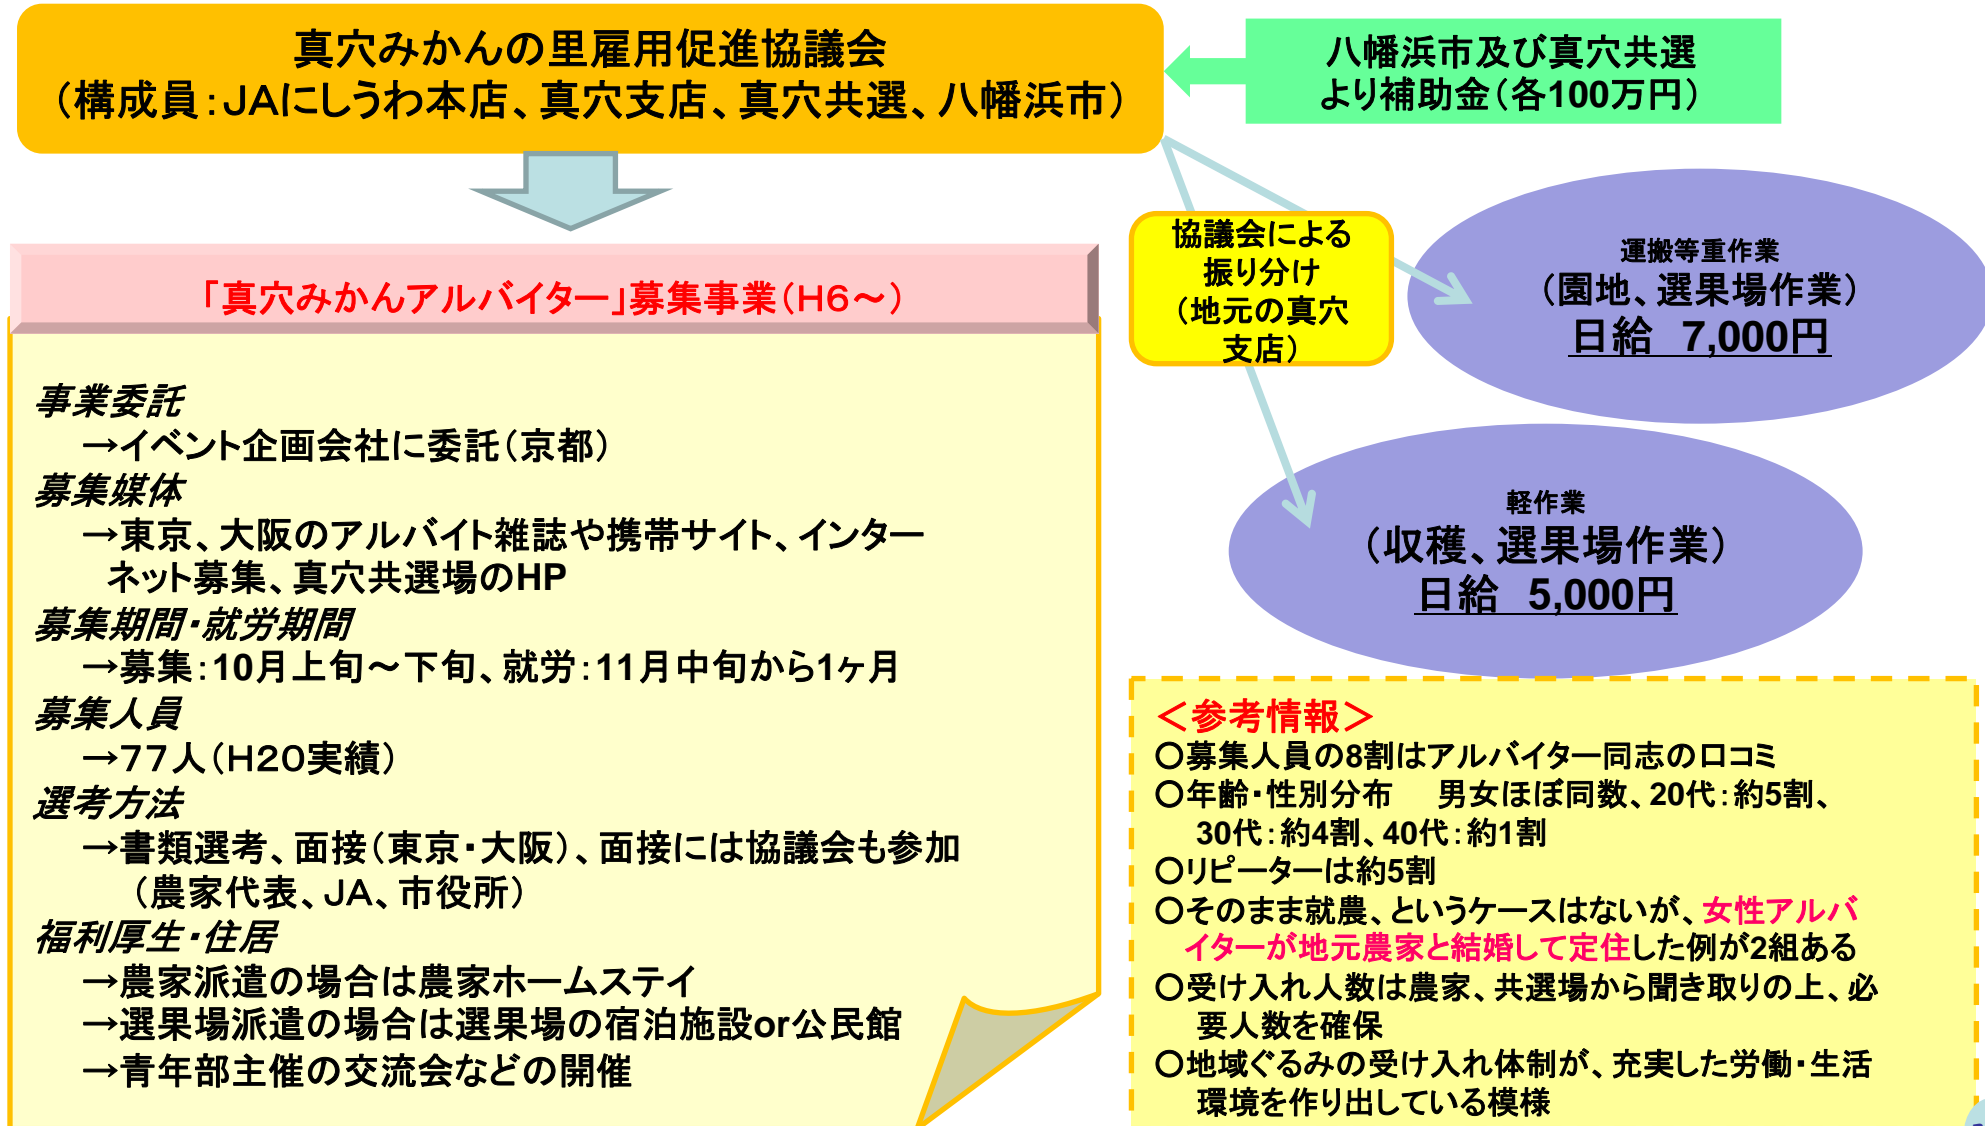 真穴みかんの里雇用促進協議会
（構成員：JAにしうわ本店、真穴支店、真穴共選、八幡浜市）
八幡浜市及び真穴共選
より補助金（各100万円）
「真穴みかんアルバイター」募集事業（H6～）
事業委託
→イベント企画会社に委託（京都）
募集媒体
→東京、大阪のアルバイト雑誌や携帯サイト、インター
ネット募集、真穴共選場のHP
募集期間・就労期間
→募集：10月上旬～下旬、就労：11月中旬から1ヶ月
募集人員
→77人（H20実績）
選考方法
→書類選考、面接（東京・大阪）、面接には協議会も参加
（農家代表、JA、市役所）
福利厚生・住居
→農家派遣の場合は農家ホームステイ
→選果場派遣の場合は選果場の宿泊施設or公民館
→青年部主催の交流会などの開催
協議会による
振り分け
（地元の真穴
支店）
運搬等重作業
（園地、選果場作業）
日給　7,000円
軽作業
（収穫、選果場作業）
日給　5,000円
＜参考情報＞
○募集人員の8割はアルバイター同志の口コミ
○年齢・性別分布　男女ほぼ同数、20代：約5割、
30代：約4割、40代：約1割
○リピーターは約5割
○そのまま就農、というケースはないが、女性アルバ
イターが地元農家と結婚して定住した例が2組ある
○受け入れ人数は農家、共選場から聞き取りの上、必
要人数を確保
○地域ぐるみの受け入れ体制が、充実した労働・生活
環境を作り出している模様